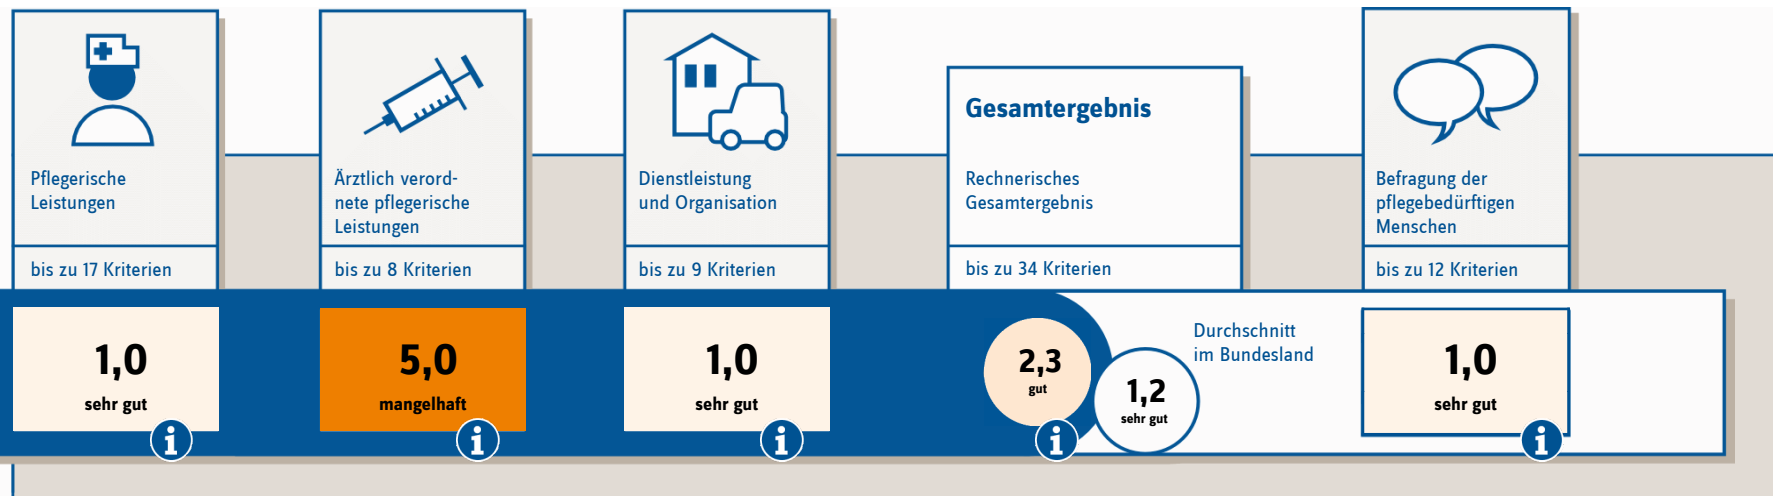 Pflegerische
Leistungen
bis zu 17 Kriterien
1,0
sehr gut
i
Ärztlich verord-
nete pflegerische
Leistungen
bis zu 8 Kriterien
5,0
mangelhaft
i
Dienstleistung
und Organisation
bis zu 9 Kriterien
1,0
sehr gut
i
Gesamtergebnis
Rechnerisches
Gesamtergebnis
bis zu 34 Kriterien
2,3
gut
i
1,2
sehr gut
Durchschnitt
im Bundesland
Befragung der
pflegebedürftigen
Menschen
bis zu 12 Kriterien
1,0
sehr gut
i